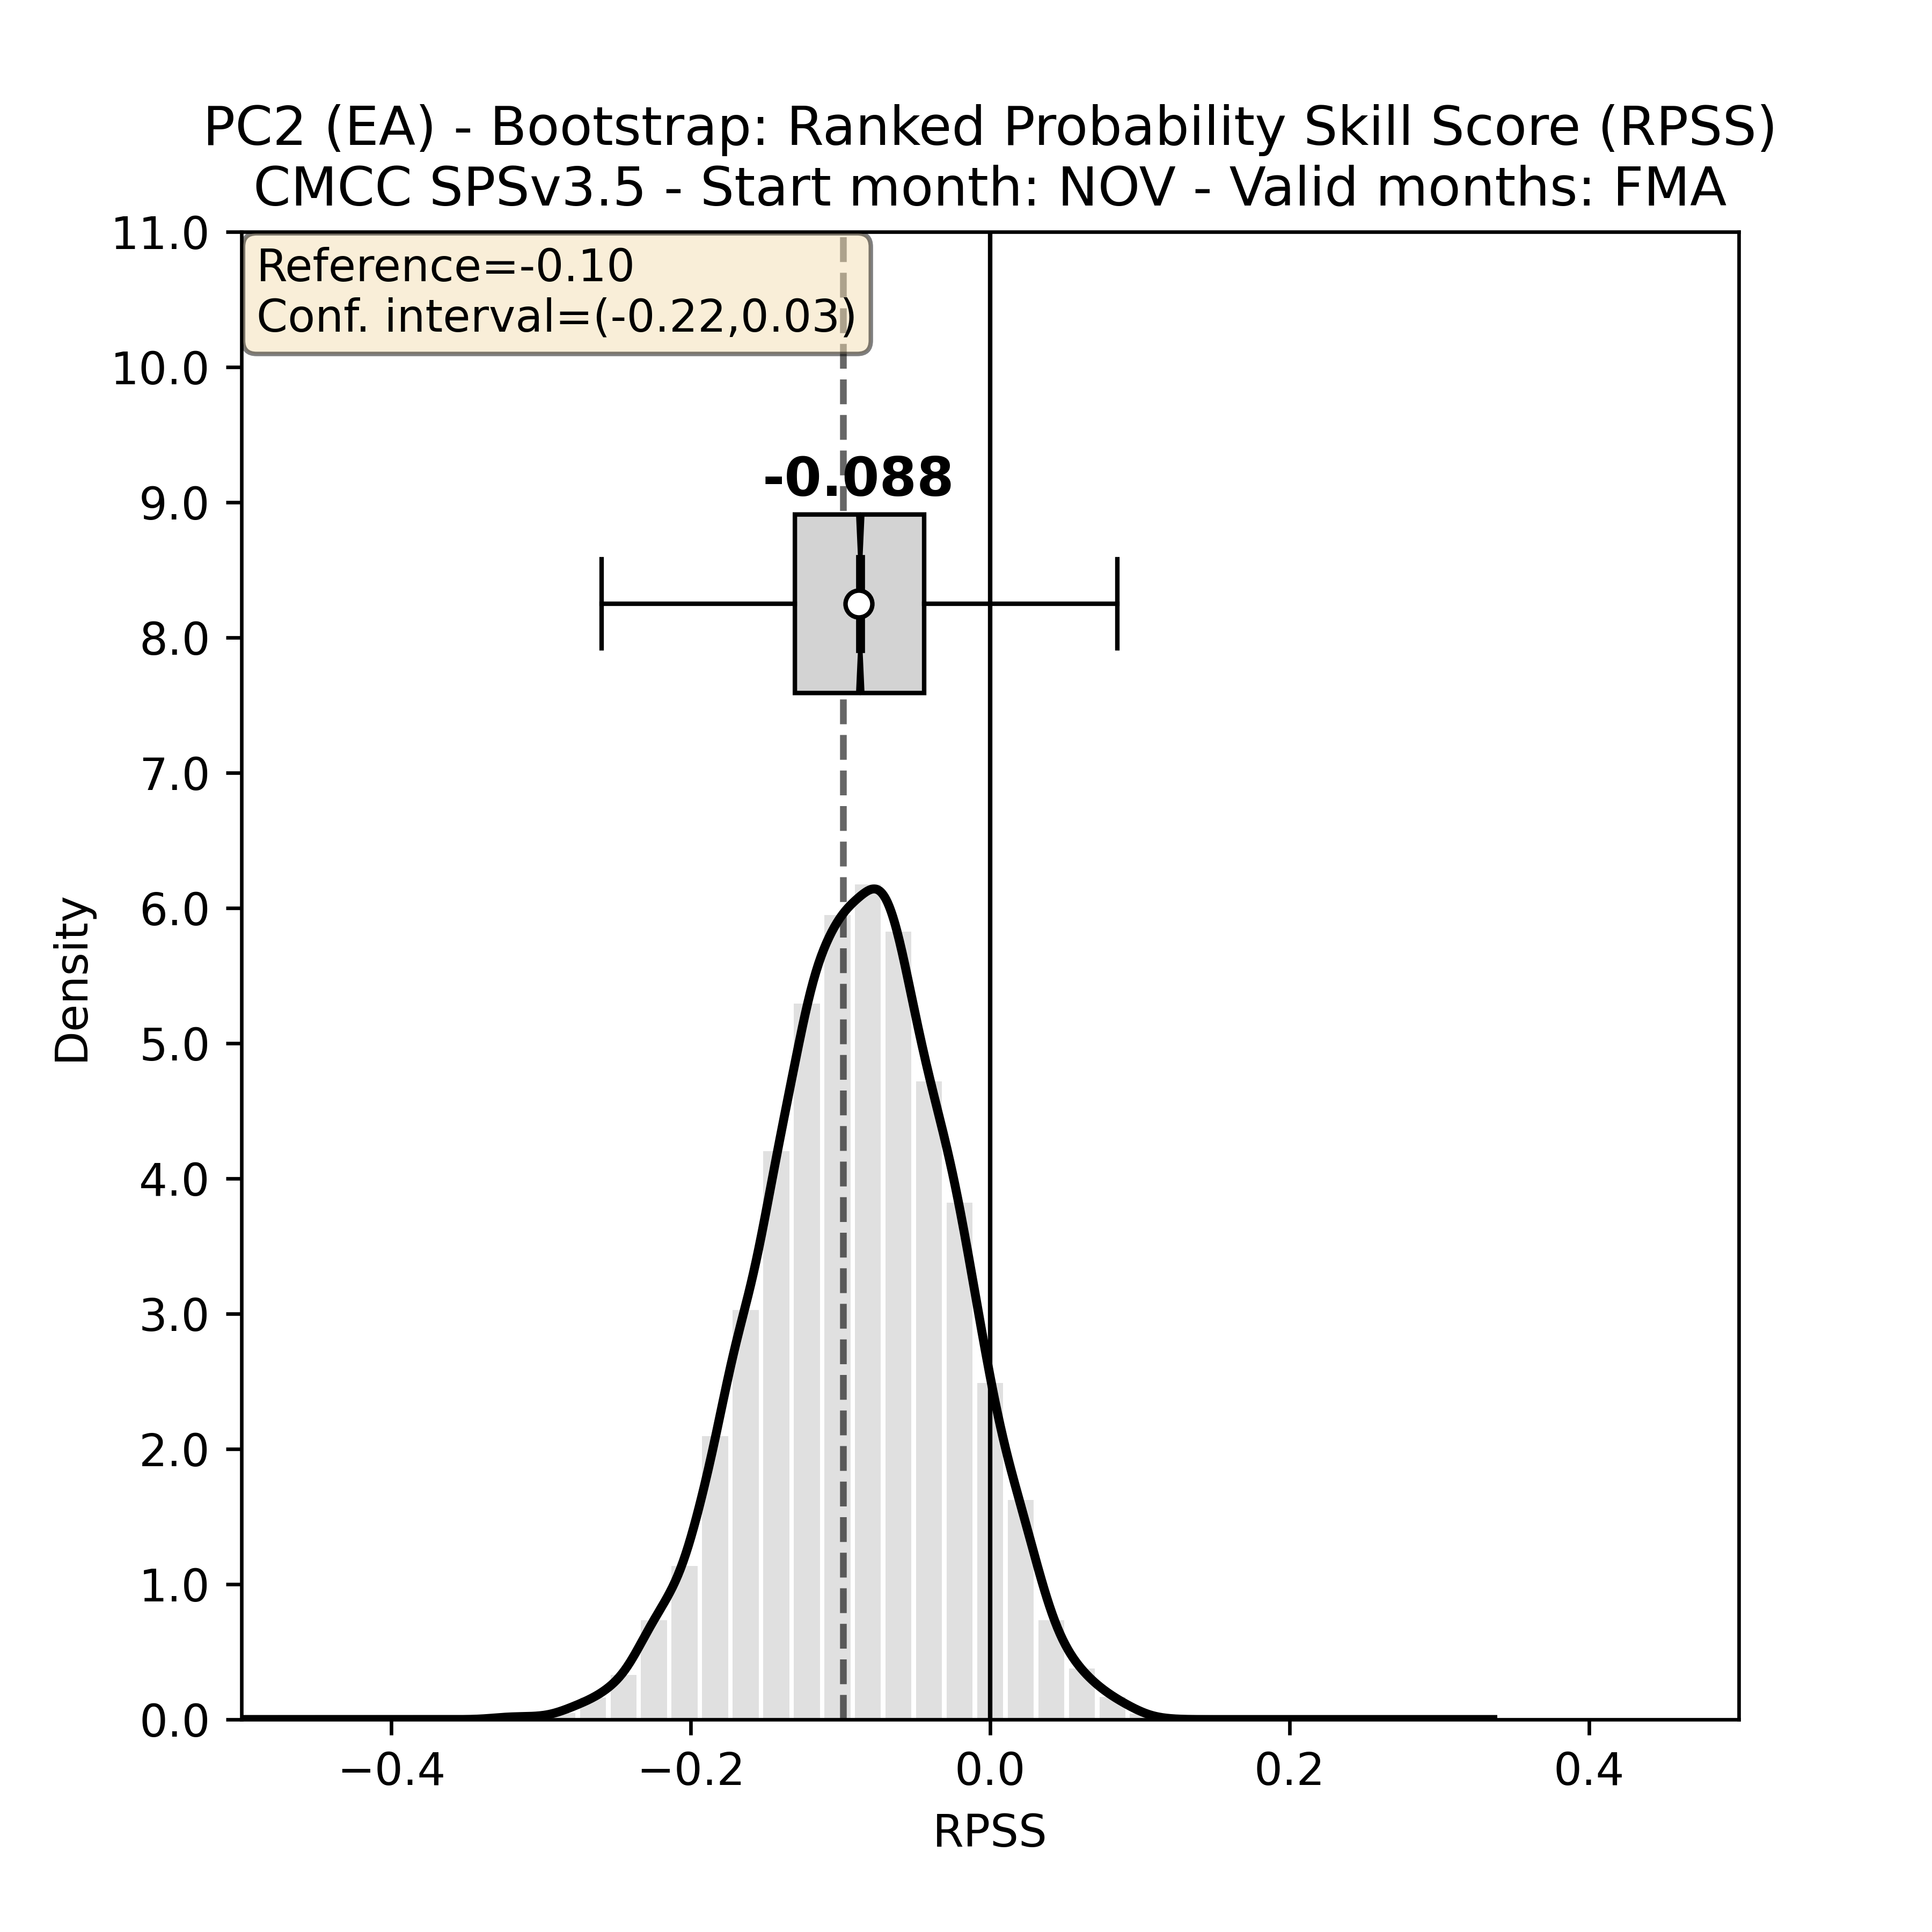 PC2 (EA) - Bootstrap: Ranked Probability Skill Score (RPSS)
CMCC SPSv3.5 - Start month: NOV - Valid months: FMA
11.0
Reference=-0.10
Conf. interval=(-0.22,0.03)
10.0
-0.088
9.0
8.0
7.0
6.0
Density
5.0
4.0
3.0
2.0
1.0
0.0
−0.4 −0.2 0.0 0.2 0.4
RPSS